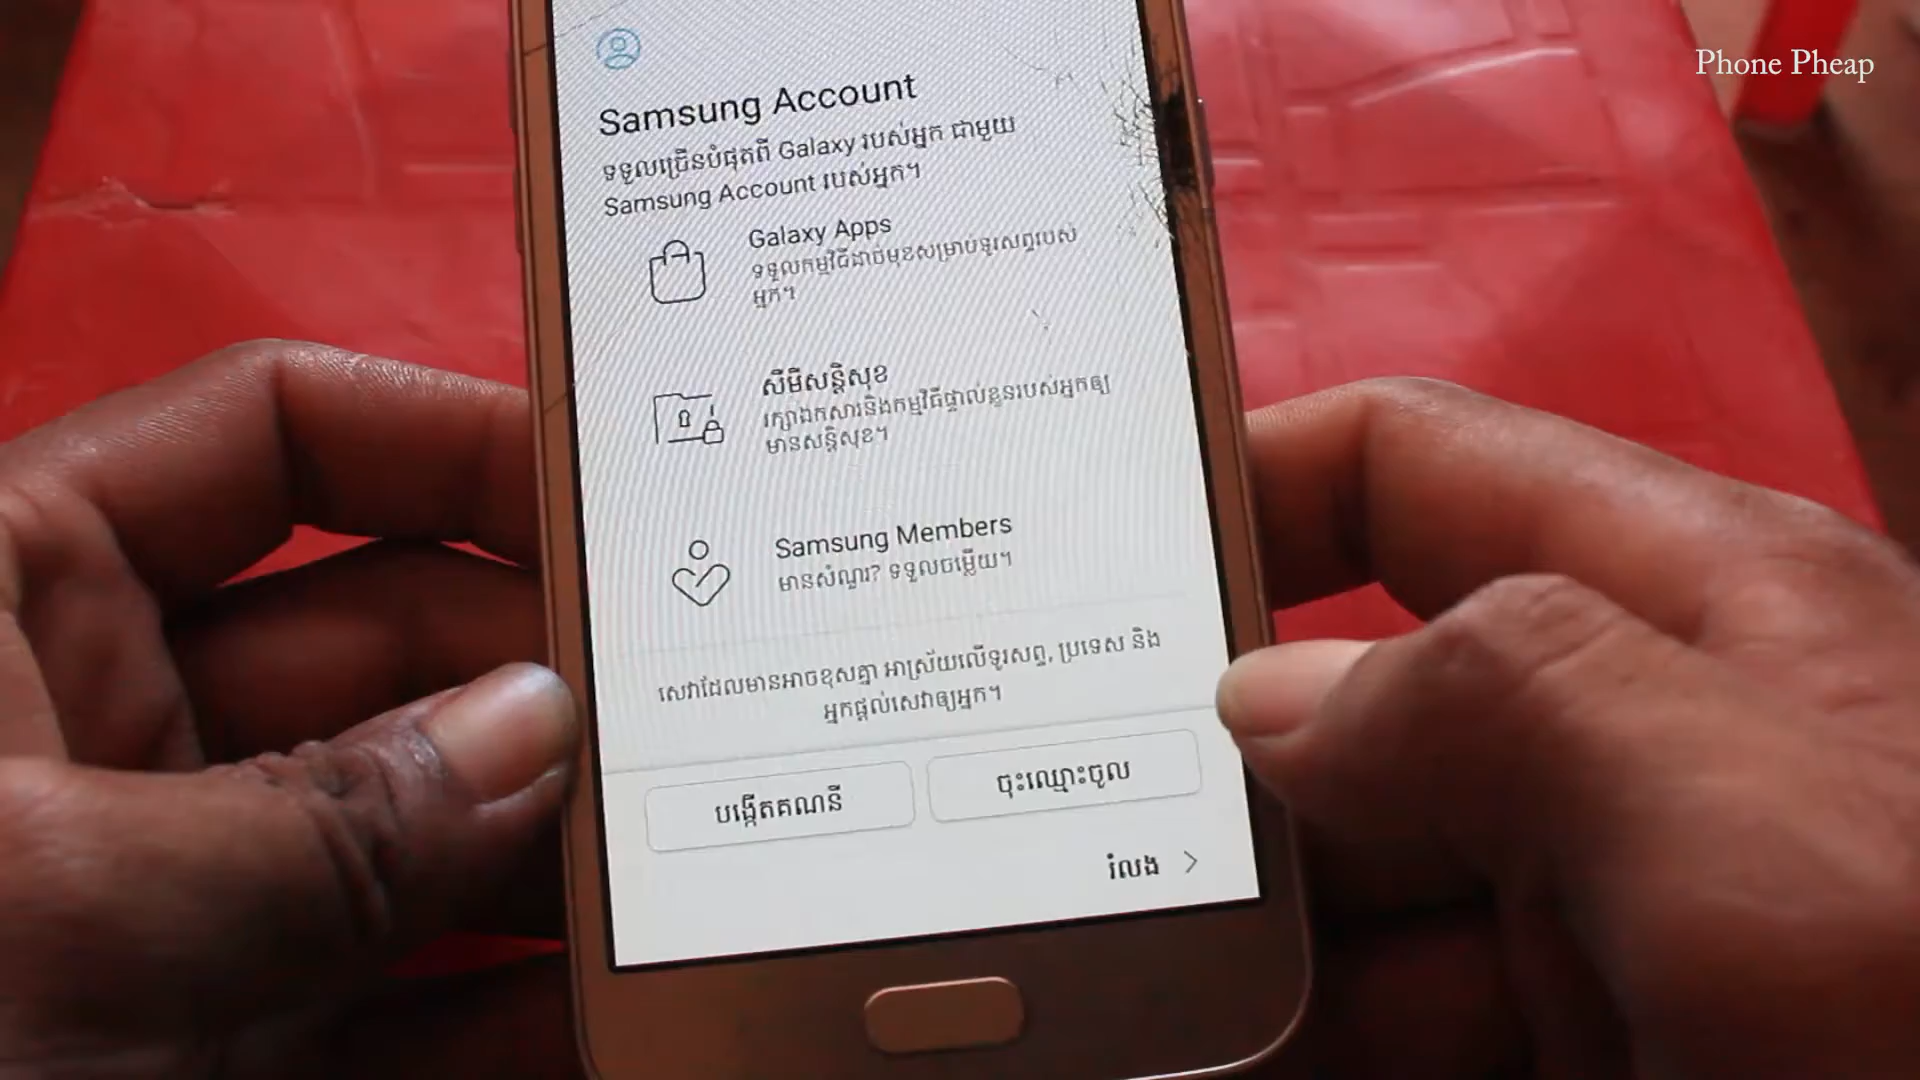 Phone Pheap
Samsung Account
ទទួលច្រើនបំផុតពី Galaxy របស់អ្នក ជាមួយ
Samsung Account របស់អ្នក។
Galaxy Apps
ទទួលកម្មវិធីដាច់មុខសម្រាប់ទូរសព្ទរបស់
អ្នក។
ស៊ីមីសន្តិសុខ
រក្សាឯកសារនិងកម្មវិធីផ្ទាល់ខ្លួនរបស់អ្នកឲ្យ
មានសន្តិសុខ។
Samsung Members
មានសំណួរ? ទទួលចម្លើយ។
សេវាដែលមានអាចខុសគ្នា អាស្រ័យលើទូរសព្ទ, ប្រទេស និង
អ្នកផ្តល់សេវាឲ្យអ្នក។
បង្កើតគណនី
ចុះឈ្មោះចូល
រំលែង